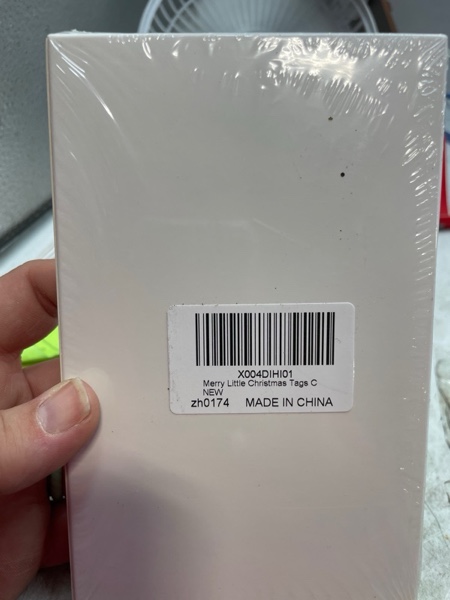 X004DIHI01
Merry Little Christmas Tags C
NEW
zh0174 MADE IN CHINA